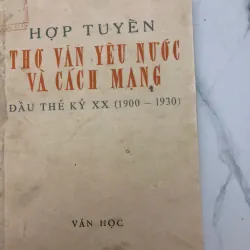 HỢP TUYỂN
THƠ VĂN YÊU NƯỚC
VÀ CÁCH MẠNG
ĐẦU THẾ KỶ XX (1900 – 1930)
VĂN HỌC